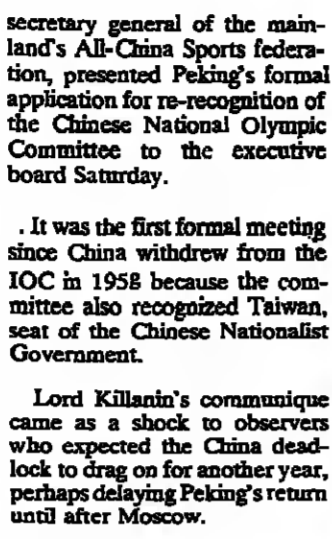 secretary general of the main-
land's All-China Sports federa-
tion, presented Peking's formal
application for re-recognition of
the Chinese National Olympic
Committee to the executive
board Saturday.
. It was the first formal meeting
since China withdrew from the
IOC in 1958 because the com-
mittee also recognized Taiwan,
seat of the Chinese Nationalist
Government.
Lord Killanin's communique
came as a shock to observers
who expected the China dead-
lock to drag on for another year,
perhaps delaying Peking's return
until after Moscow.